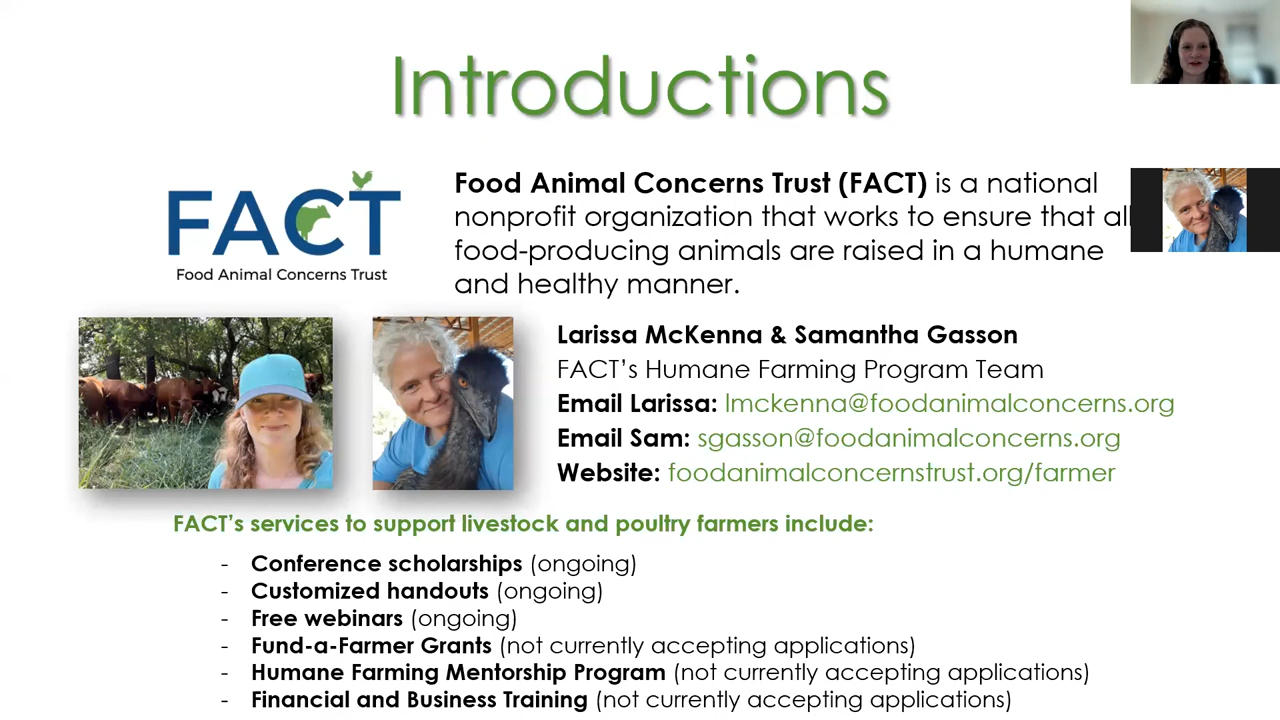 Introductions
FACT
Food Animal Concerns Trust
Food Animal Concerns Trust (FACT) is a national
nonprofit organization that works to ensure that all
food-producing animals are raised in a humane
and healthy manner.
Larissa McKenna & Samantha Gasson
FACT's Humane Farming Program Team
Email Larissa: lmckenna@foodanimalconcerns.org
Email Sam: sgasson@foodanimalconcerns.org
Website: foodanimalconcernstrust.org/farmer
FACT's services to support livestock and poultry farmers include:
- Conference scholarships (ongoing)
- Customized handouts (ongoing)
- Free webinars (ongoing)
- Fund-a-Farmer Grants (not currently accepting applications)
- Humane Farming Mentorship Program (not currently accepting applications)
- Financial and Business Training (not currently accepting applications)